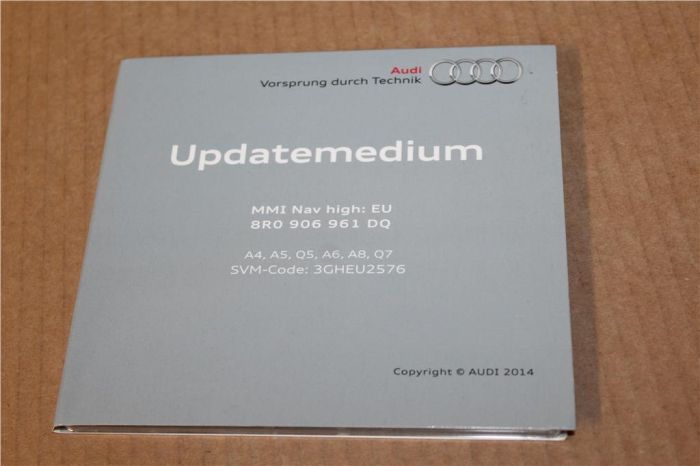 Audi
Vorsprung durch Technik
Updatemedium
MMI Nav high: EU
8R0 906 961 DQ
A4, A5, Q5, A6, A8, Q7
SVM-Code: 3GHEU2576
Copyright © AUDI 2014